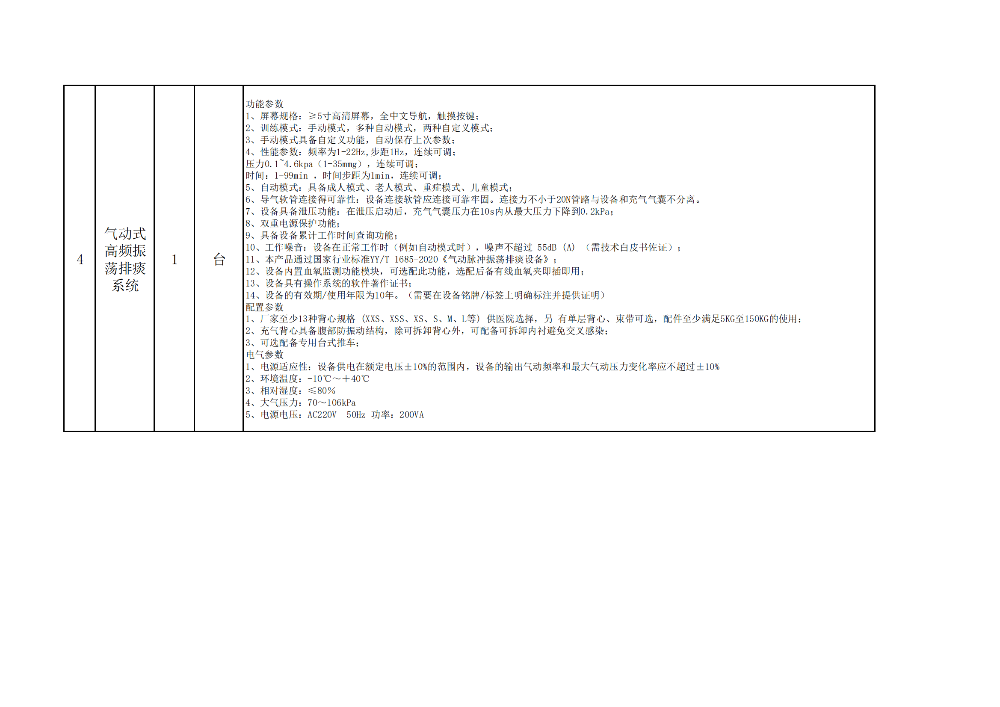 4
气动式
高频振
荡排痰
系统
1
台
功能参数
1、屏幕规格：≥5寸高清屏幕，全中文导航，触摸按键；
2、训练模式：手动模式，多种自动模式，两种自定义模式；
3、手动模式具备自定义功能，自动保存上次参数；
4、性能参数：频率为1-22Hz,步距1Hz，连续可调；
压力0.1~4.6kpa（1-35mmg），连续可调；
时间：1-99min ，时间步距为1min，连续可调；
5、自动模式：具备成人模式、老人模式、重症模式、儿童模式；
6、导气软管连接得可靠性：设备连接软管应连接可靠牢固。连接力不小于20N管路与设备和充气气囊不分离。
7、设备具备泄压功能：在泄压启动后，充气气囊压力在10s内从最大压力下降到0.2kPa；
8、双重电源保护功能；
9、具备设备累计工作时间查询功能；
10、工作噪音：设备在正常工作时（例如自动模式时），噪声不超过 55dB (A) （需技术白皮书佐证）；
11、本产品通过国家行业标准YY/T 1685-2020《气动脉冲振荡排痰设备》；
12、设备内置血氧监测功能模块，可选配此功能，选配后备有线血氧夹即插即用；
13、设备具有操作系统的软件著作证书；
14、设备的有效期/使用年限为10年。（需要在设备铭牌/标签上明确标注并提供证明）
配置参数
1、厂家至少13种背心规格 (XXS、XSS、XS、S、M、L等) 供医院选择，另 有单层背心、束带可选，配件至少满足5KG至150KG的使用；
2、充气背心具备腹部防振动结构，除可拆卸背心外，可配备可拆卸内衬避免交叉感染；
3、可选配备专用台式推车；
电气参数
1、电源适应性：设备供电在额定电压±10%的范围内，设备的输出气动频率和最大气动压力变化率应不超过±10%
2、环境温度：-10℃～＋40℃
3、相对湿度：≤80％
4、大气压力：70～106kPa
5、电源电压：AC220V  50Hz 功率：200VA